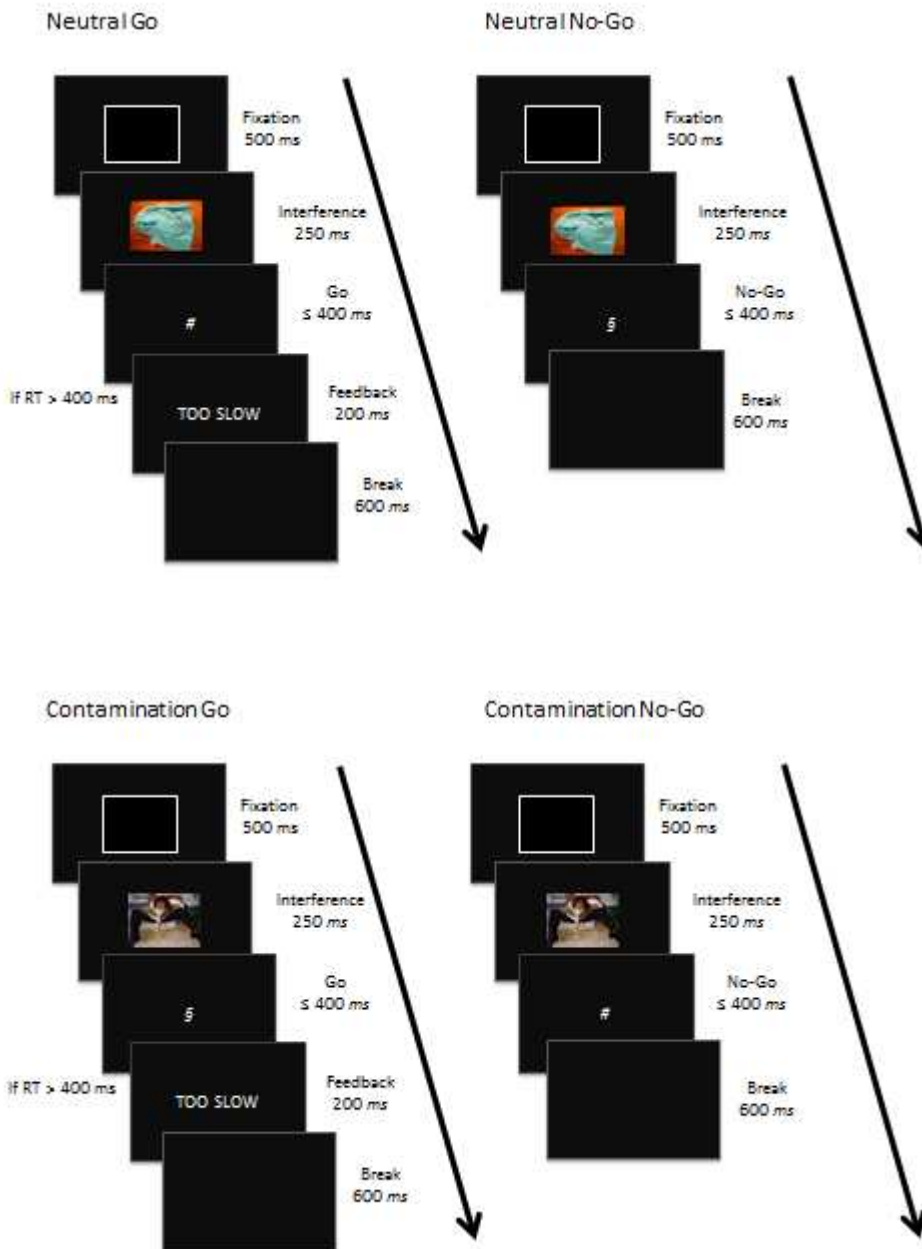 Neutral Go
Fixation
500 ms
Interference
250 ms
#
Go
≤ 400 ms
If RT > 400 ms
TOO SLOW
Feedback
200 ms
Break
600 ms
Neutral No-Go
Fixation
500 ms
Interference
250 ms
§
No-Go
≤ 400 ms
Break
600 ms
Contamination Go
Fixation
500 ms
Interference
250 ms
§
Go
≤ 400 ms
If RT > 400 ms
TOO SLOW
Feedback
200 ms
Break
600 ms
Contamination No-Go
Fixation
500 ms
Interference
250 ms
#
No-Go
≤ 400 ms
Break
600 ms